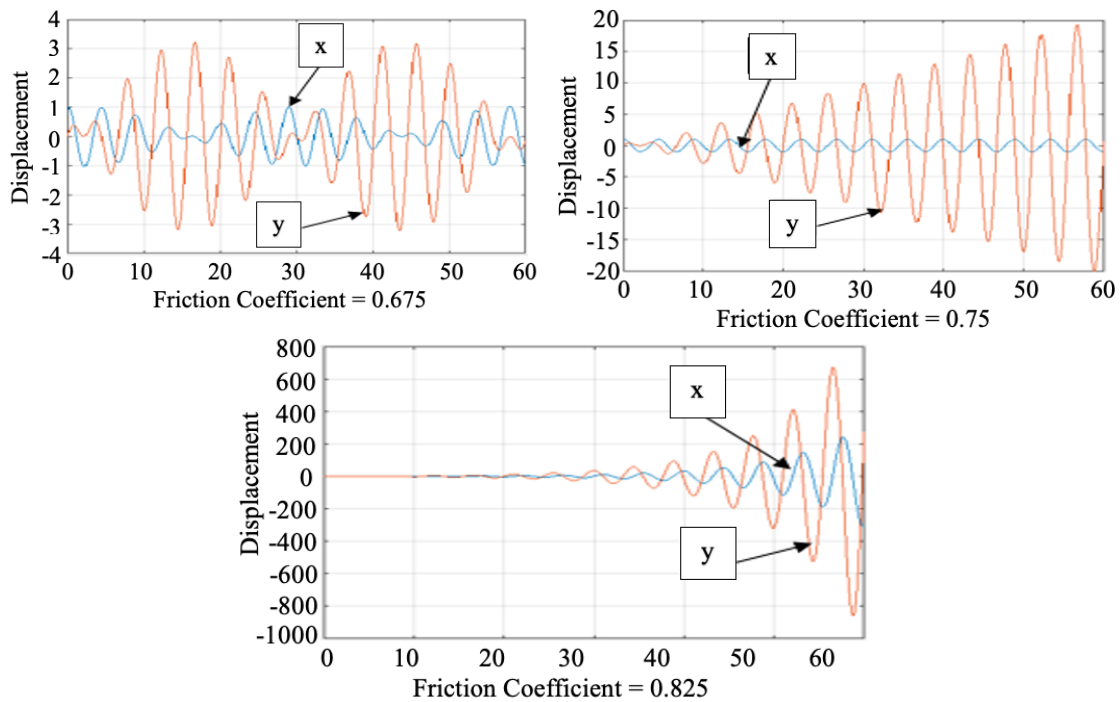 4
3
2
1
0
-1
-2
-3
-4
Displacement
x
y
0 10 20 30 40 50 60
Friction Coefficient = 0.675
20
15
10
5
0
-5
-10
-15
-20
Displacement
x
y
0 10 20 30 40 50 60
Friction Coefficient = 0.75
800
600
400
200
0
-200
-400
-600
-800
-1000
Displacement
x
y
0 10 20 30 40 50 60
Friction Coefficient = 0.825